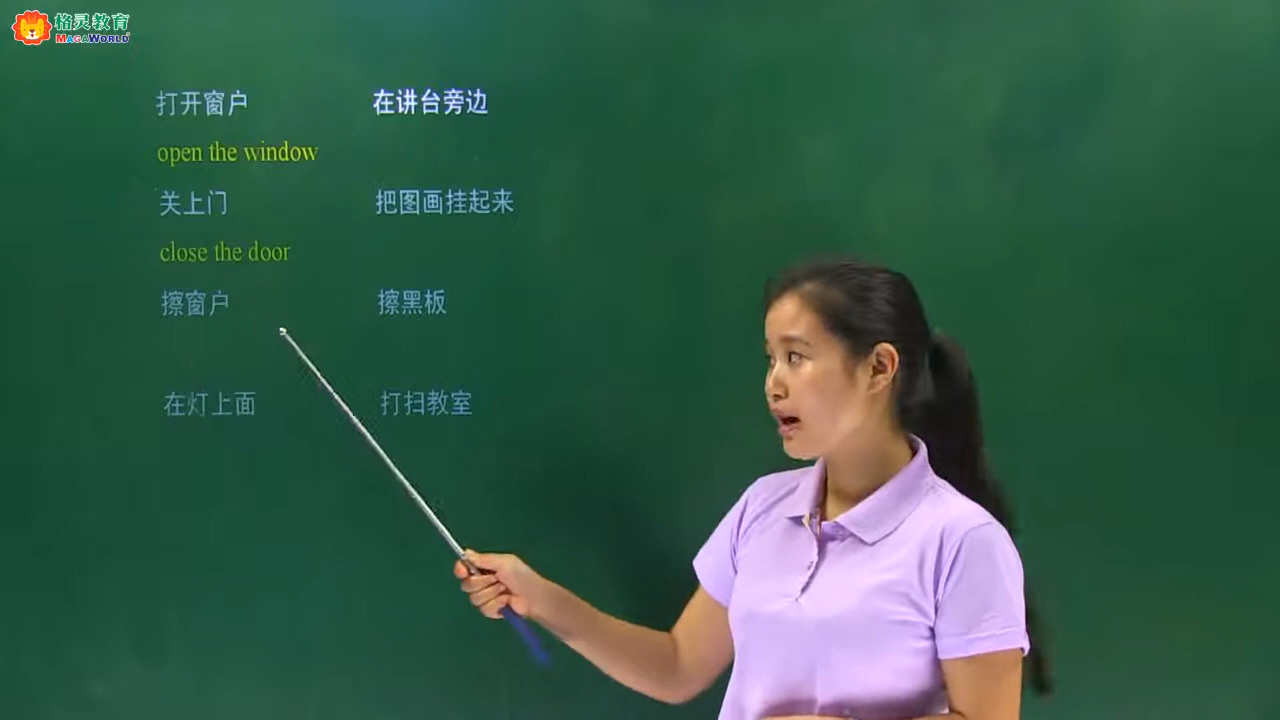 格灵教育
MAGAWORLD
打开窗户
在讲台旁边
open the window
关上门
把图画挂起来
close the door
擦窗户
擦黑板
在灯上面
打扫教室